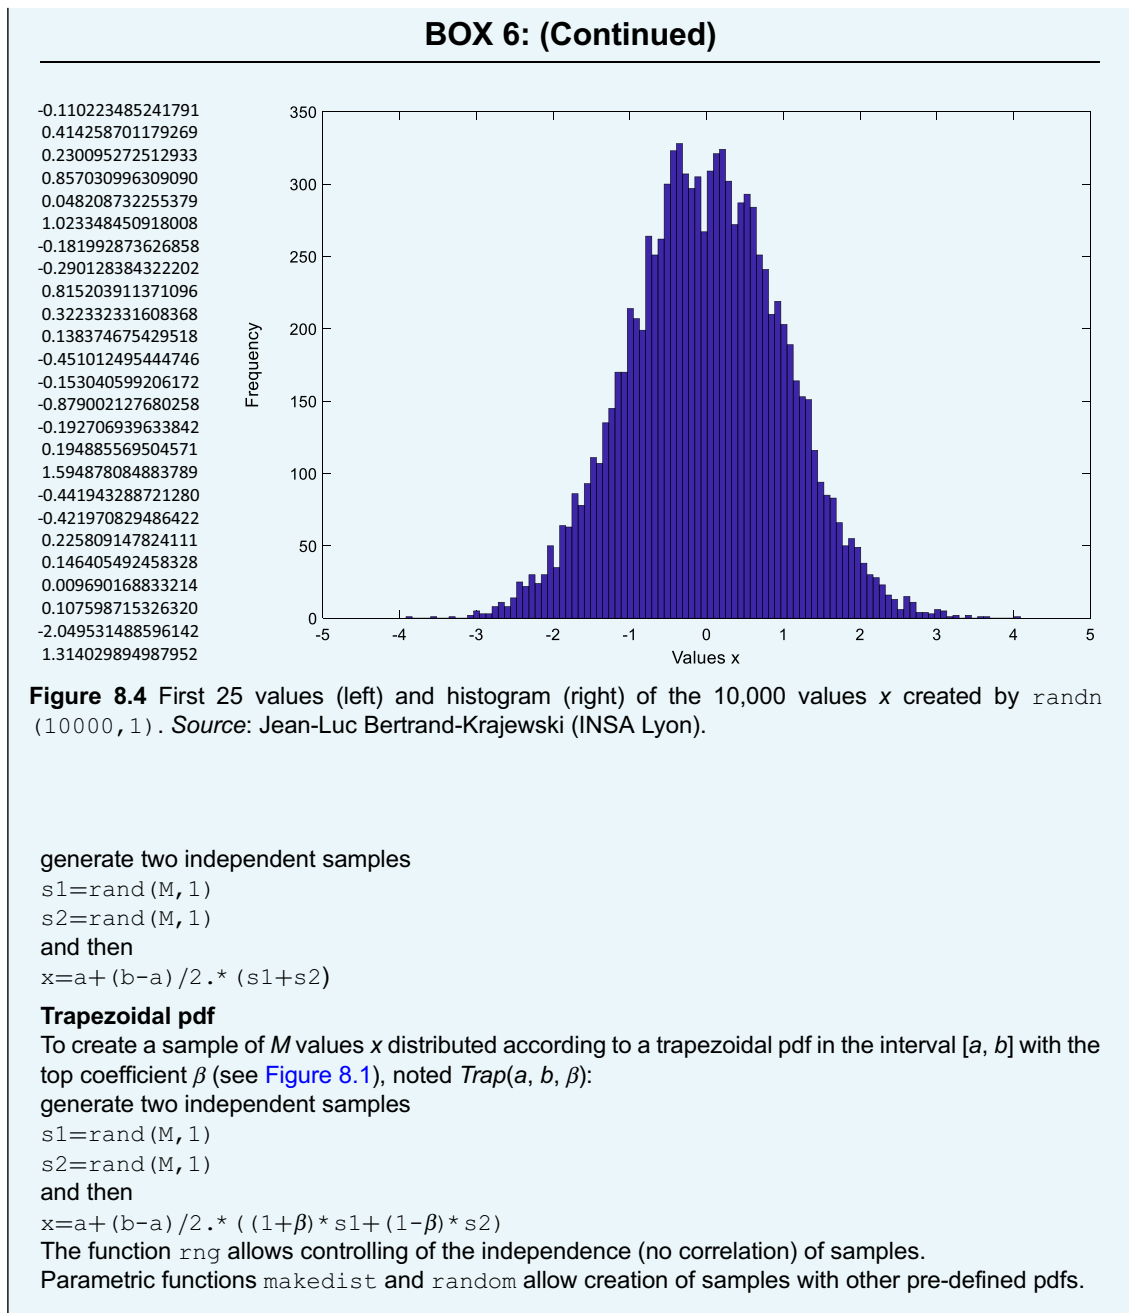 BOX 6: (Continued)
-0.110223485241791
0.414258701179269
0.230095272512933
0.857030996309090
0.048208732255379
1.023348450918008
-0.181992873626858
-0.290128384322202
0.815203911371096
0.322332331608368
0.138374675429518
-0.451012495444746
-0.153040599206172
-0.879002127680258
-0.192706939633842
0.194885569504571
1.594878084883789
-0.441943288721280
-0.421970829486422
0.225809147824111
0.146405492458328
0.009690168833214
0.107598715326320
-2.049531488596142
1.314029894987952
350
300
250
200
150
100
50
0
Frequency
-5 -4 -3 -2 -1 0 1 2 3 4 5
Values x
Figure 8.4 First 25 values (left) and histogram (right) of the 10,000 values x created by randn
(10000,1). Source: Jean-Luc Bertrand-Krajewski (INSA Lyon).
generate two independent samples
s1=rand(M,1)
s2=rand(M,1)
and then
x=a+(b-a)/2.*(s1+s2)
Trapezoidal pdf
To create a sample of M values x distributed according to a trapezoidal pdf in the interval [a, b] with the
top coefficient β (see Figure 8.1), noted Trap(a, b, β):
generate two independent samples
s1=rand(M,1)
s2=rand(M,1)
and then
x=a+(b-a)/2.*((1+β)*s1+(1-β)*s2)
The function rng allows controlling of the independence (no correlation) of samples.
Parametric functions makedist and random allow creation of samples with other pre-defined pdfs.